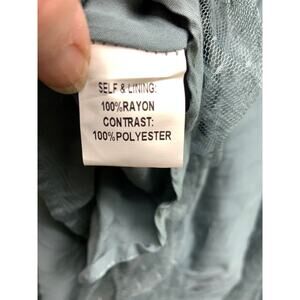 SELF & LINING:
100%RAYON
CONTRAST:
100%POLYESTER